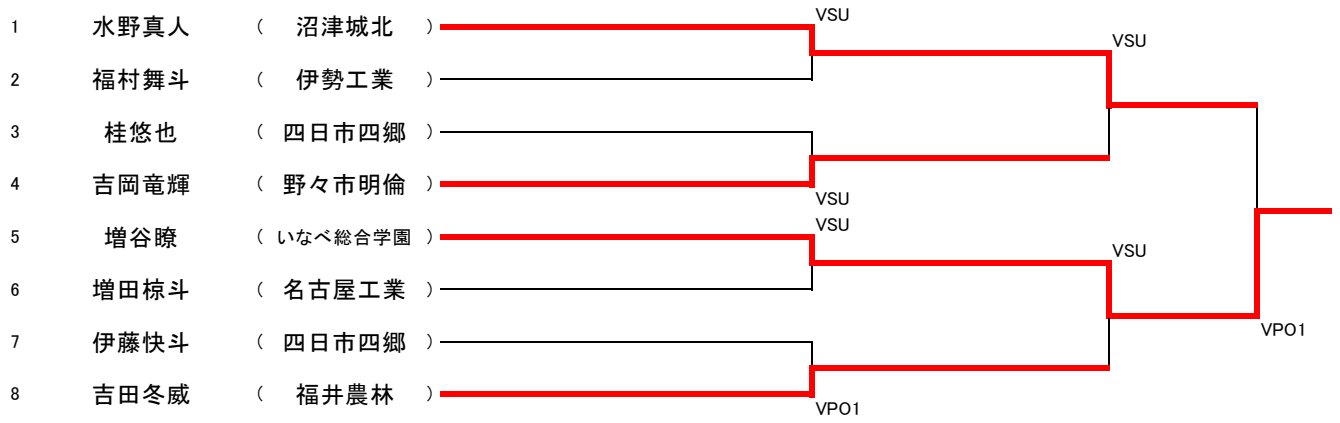 VSU
1 水野真人 ( 沼津城北 )
VSU
2 福村舞斗 ( 伊勢工業 )
3 桂悠也 ( 四日市四郷 )
4 吉岡竜輝 ( 野々市明倫 )
VSU
VSU
5 増谷瞭 ( いなべ総合学園 )
VSU
6 増田椋斗 ( 名古屋工業 )
7 伊藤快斗 ( 四日市四郷 )
VPO1
8 吉田冬威 ( 福井農林 )
VPO1